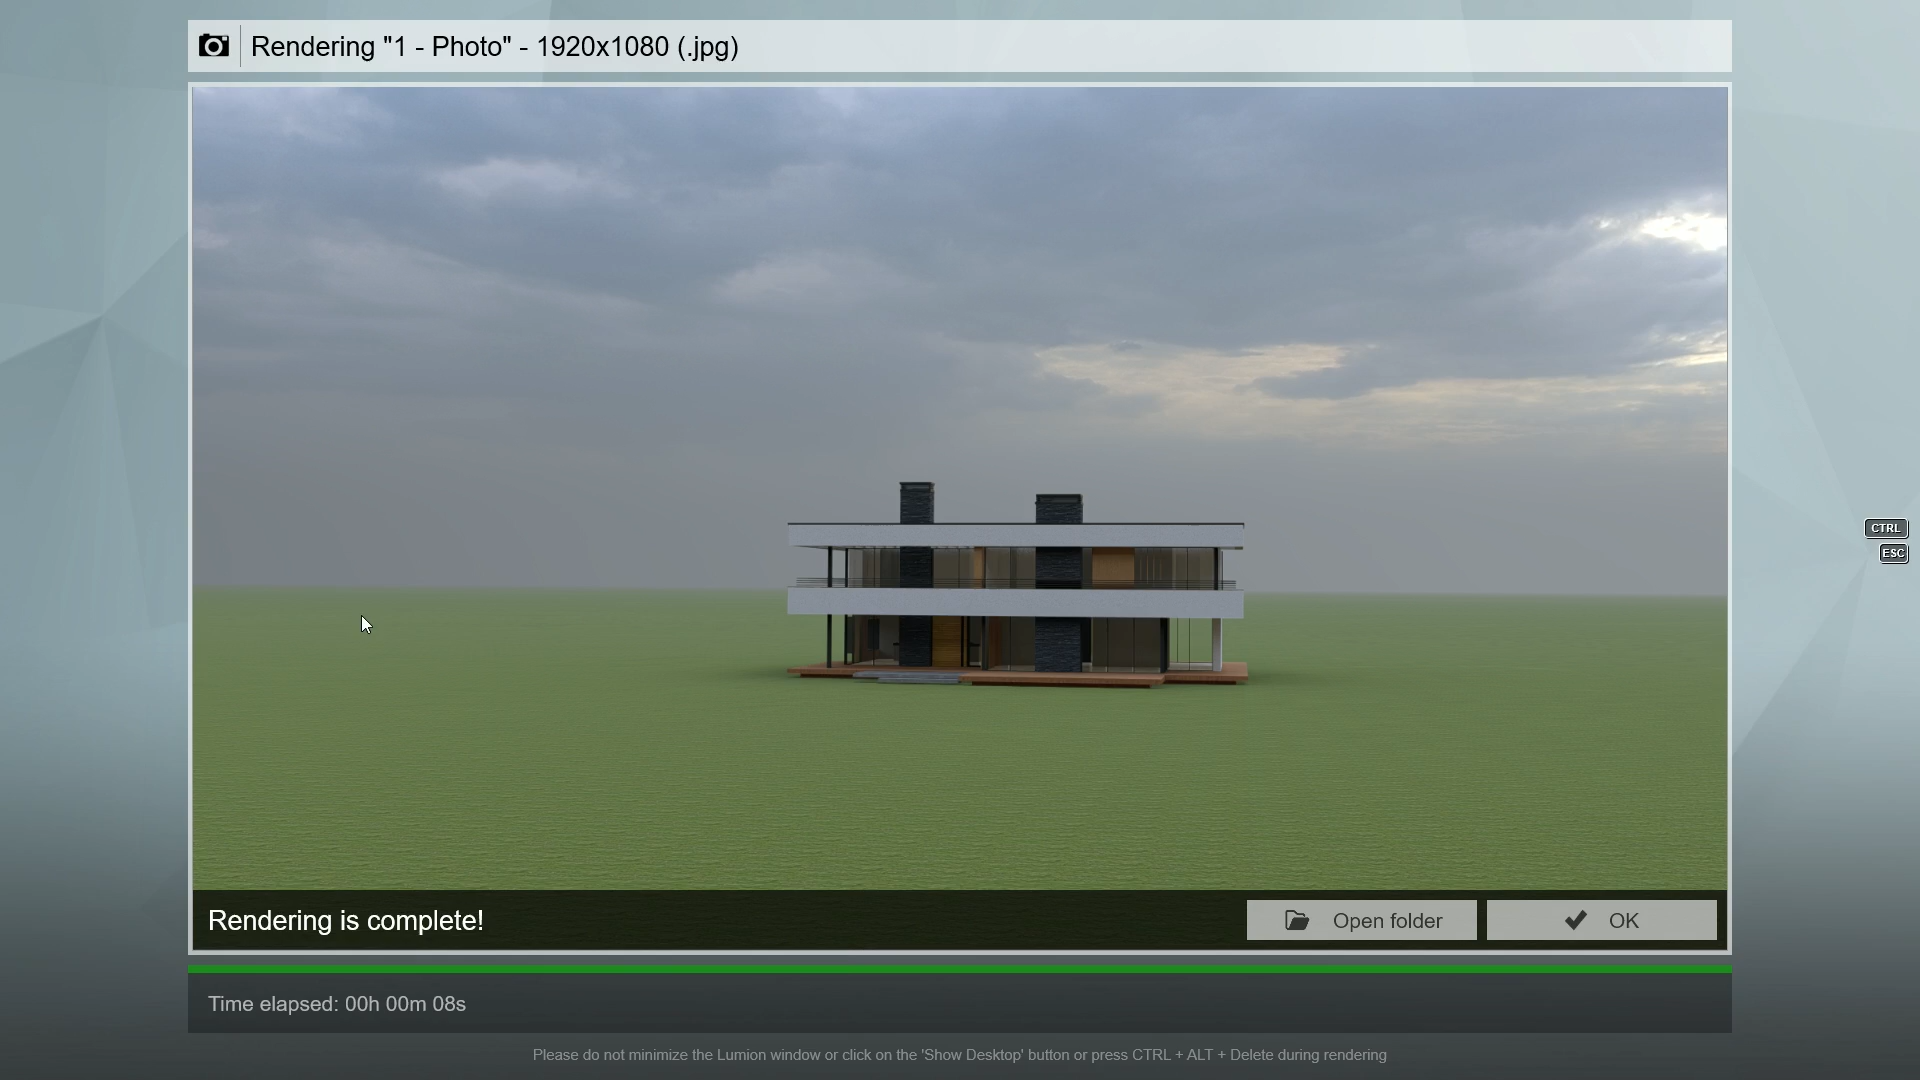 Rendering "1 - Photo" - 1920x1080 (.jpg)
CTRL
ESC
Rendering is complete!
Open folder
OK
Time elapsed: 00h 00m 08s
Please do not minimize the Lumion window or click on the 'Show Desktop' button or press CTRL + ALT + Delete during rendering